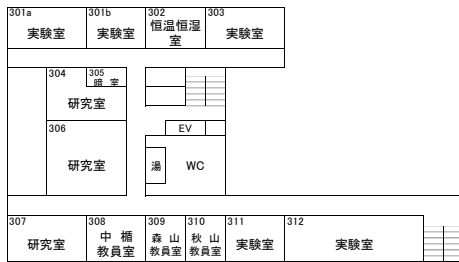 301a 301b 302 303
実験室 実験室 恒温恒湿室 実験室
304 305
暗 室
研究室
306
EV
研究室 湯 WC
307 308 309 310 311 312
研究室 中 楯 教員室 森 山 教員室 秋 山 教員室 実験室 実験室